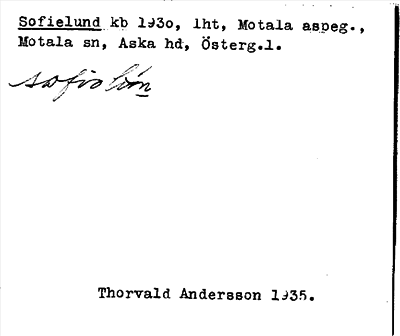 Sofielund kb 1930, lht, Motala aspeg.,
Motala sn, Aska hd, Österg.l.
Thorvald Andersson 1935.